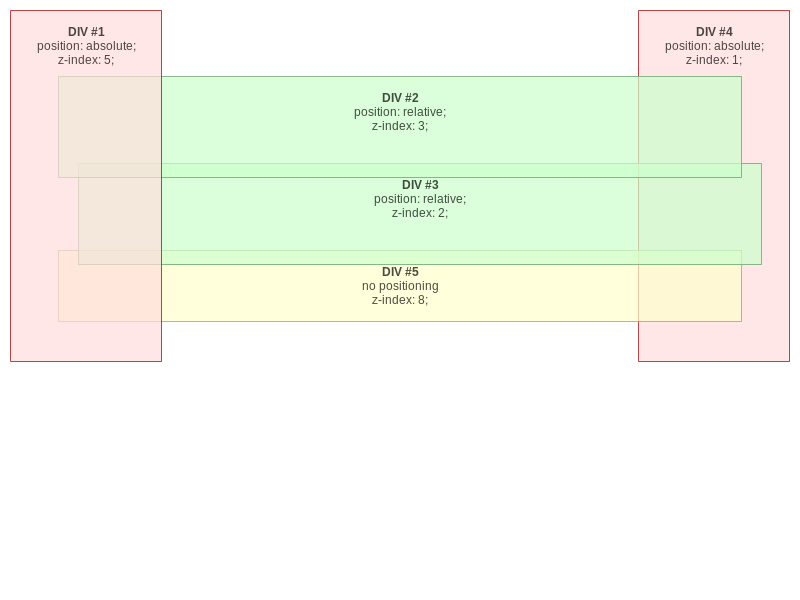 DIV #1
position: absolute;
z-index: 5;
DIV #4
position: absolute;
z-index: 1;
DIV #2
position: relative;
z-index: 3;
DIV #3
position: relative;
z-index: 2;
DIV #5
no positioning
z-index: 8;